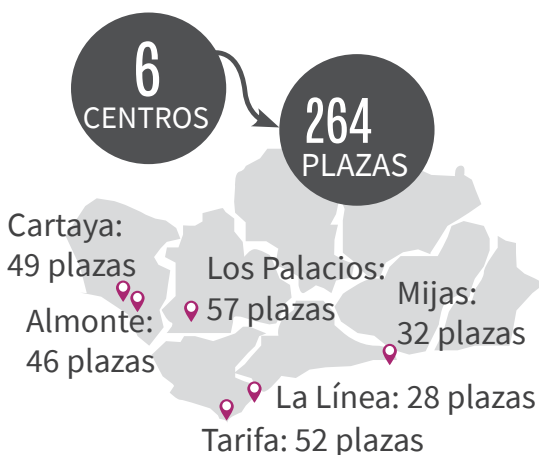 6
CENTROS
264
PLAZAS
Cartaya:
49 plazas
Los Palacios:
57 plazas
Mijas:
32 plazas
Almonte:
46 plazas
La Línea: 28 plazas
Tarifa: 52 plazas